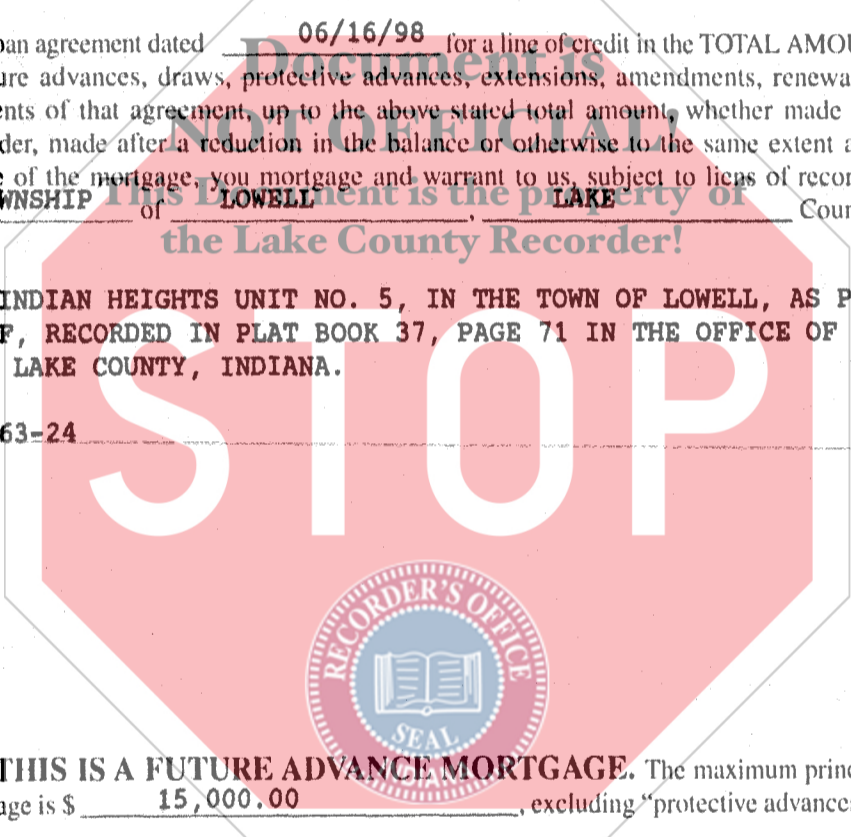 oan agreement dated 06/16/98 for a line of credit in the TOTAL AMOU
ure advances, draws, protective advances, extensions, amendments, renewa
ents of that agreement, up to the above stated total amount, whether made
der, made after a reduction in the balance or otherwise to the same extent a
e of the mortgage, you mortgage and warrant to us, subject to liens of recor
WNSHIP of LOWELL , LAKE Coun
Document is
NOT OFFICIAL!
This Document is the property of
the Lake County Recorder!
INDIAN HEIGHTS UNIT NO. 5, IN THE TOWN OF LOWELL, AS P
F, RECORDED IN PLAT BOOK 37, PAGE 71 IN THE OFFICE OF
LAKE COUNTY, INDIANA.
63-24
STOP
RECORDER'S OFFICE
SEAL
INDIANA
THIS IS A FUTURE ADVANCE MORTGAGE. The maximum princ
age is $ 15,000.00 , excluding “protective advance